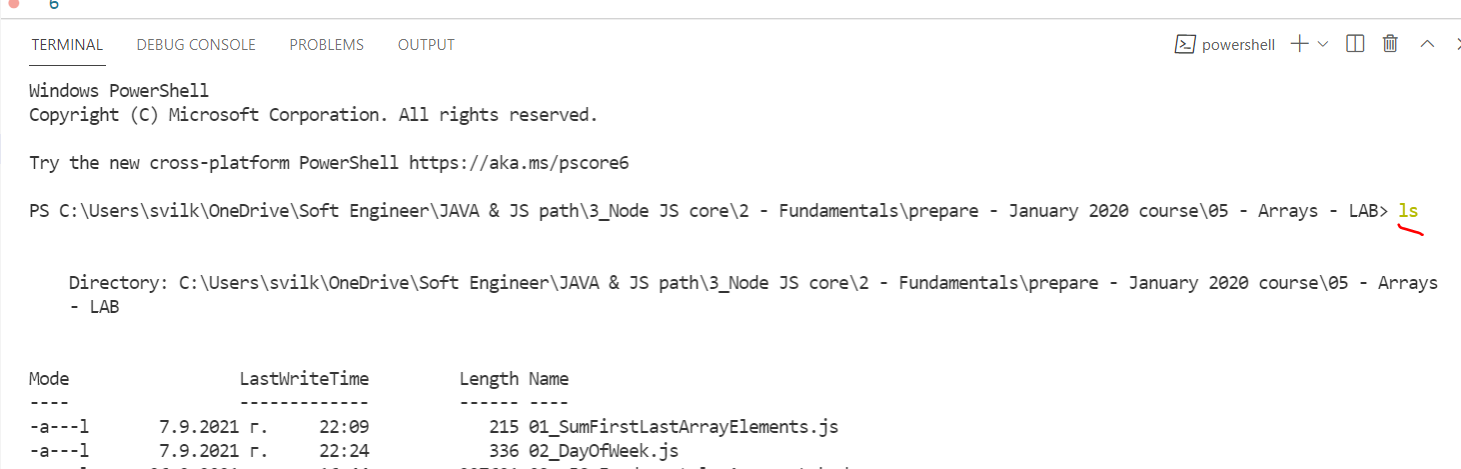 6
TERMINAL DEBUG CONSOLE PROBLEMS OUTPUT powershell
Windows PowerShell
Copyright (C) Microsoft Corporation. All rights reserved.
Try the new cross-platform PowerShell https://aka.ms/pscore6
PS C:\Users\svilk\OneDrive\Soft Engineer\JAVA & JS path\3_Node JS core\2 - Fundamentals\prepare - January 2020 course\05 - Arrays - LAB> ls
Directory: C:\Users\svilk\OneDrive\Soft Engineer\JAVA & JS path\3_Node JS core\2 - Fundamentals\prepare - January 2020 course\05 - Arrays
- LAB
Mode LastWriteTime Length Name
---- ------------- ------ ----
-a---l 7.9.2021 г. 22:09 215 01_SumFirstLastArrayElements.js
-a---l 7.9.2021 г. 22:24 336 02_DayOfWeek.js